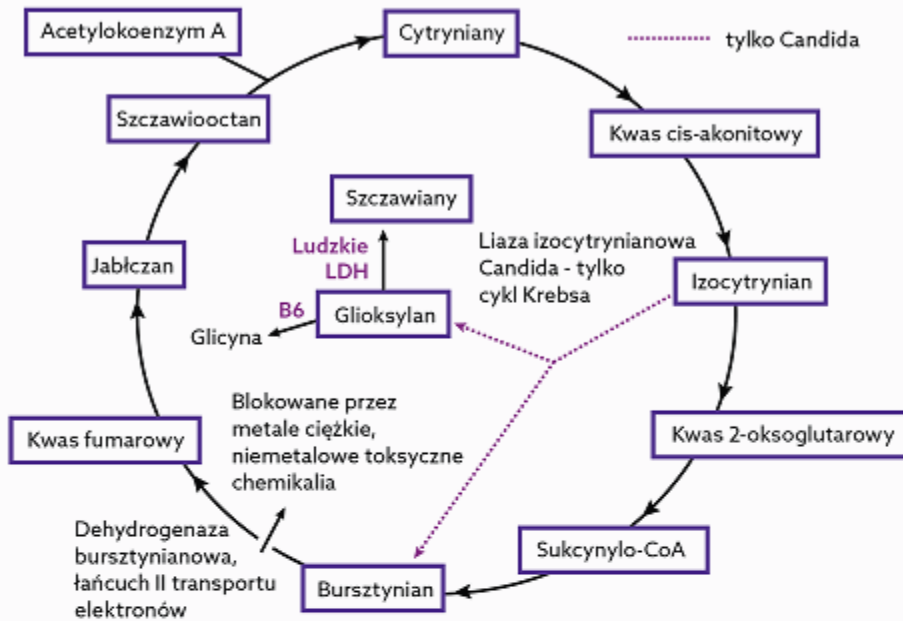 Acetylokoenzym A
Cytryniany
tylko Candida
Szczawiooctan
Kwas cis-akonitowy
Szczawiany
Ludzkie
LDH
Liaza izocytrynianowa
Candida - tylko
cykl Krebsa
Jabłczan
Izocytrynian
B6
Glioksylan
Glicyna
Blokowane przez
metale ciężkie,
niemetalowe toksyczne
chemikalia
Kwas fumarowy
Kwas 2-oksoglutarowy
Dehydrogenaza
bursztynianowa,
łańcuch II transportu
elektronów
Sukcynylo-CoA
Bursztynian